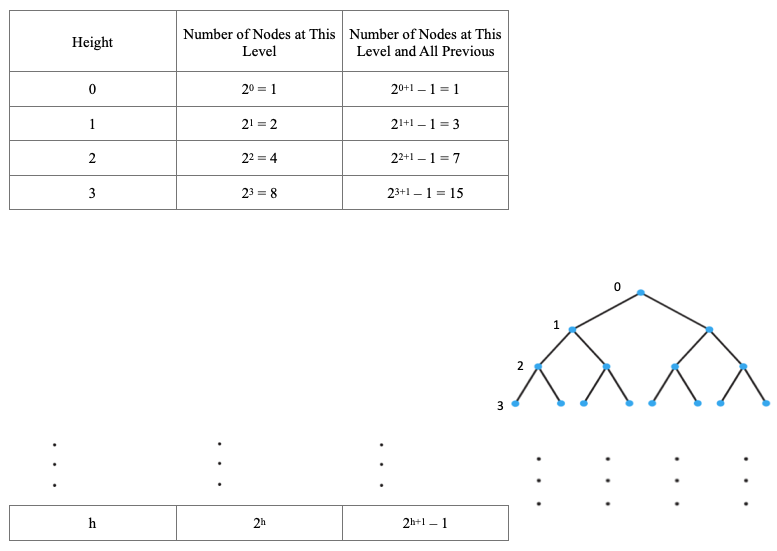 Height
Number of Nodes at This
Level
Number of Nodes at This
Level and All Previous
0
2⁰ = 1
2⁰⁺¹ – 1 = 1
1
2¹ = 2
2¹⁺¹ – 1 = 3
2
2² = 4
2²⁺¹ – 1 = 7
3
2³ = 8
2³⁺¹ – 1 = 15
0
1
2
3
h
2ʰ
2ʰ⁺¹ – 1